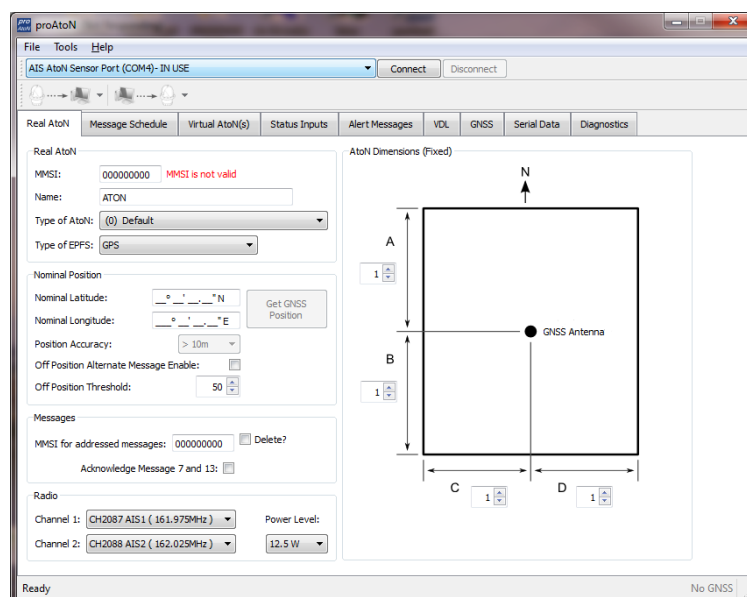 pro AtoN proAtoN
File Tools Help
AIS AtoN Sensor Port (COM4)- IN USE Connect Disconnect
Real AtoN Message Schedule Virtual AtoN(s) Status Inputs Alert Messages VDL GNSS Serial Data Diagnostics
Real AtoN
MMSI: 000000000 MMSI is not valid
Name: ATON
Type of AtoN: (0) Default
Type of EPFS: GPS
Nominal Position
Nominal Latitude: __° __' __.__" N
Nominal Longitude: ___° __' __.__" E
Get GNSS
Position
Position Accuracy: > 10m
Off Position Alternate Message Enable:
Off Position Threshold: 50
Messages
MMSI for addressed messages: 000000000 Delete?
Acknowledge Message 7 and 13:
Radio
Channel 1: CH2087 AIS1 ( 161.975MHz )
Channel 2: CH2088 AIS2 ( 162.025MHz )
Power Level:
12.5 W
AtoN Dimensions (Fixed)
N
A
1
GNSS Antenna
B
1
C 1 D 1
Ready No GNSS